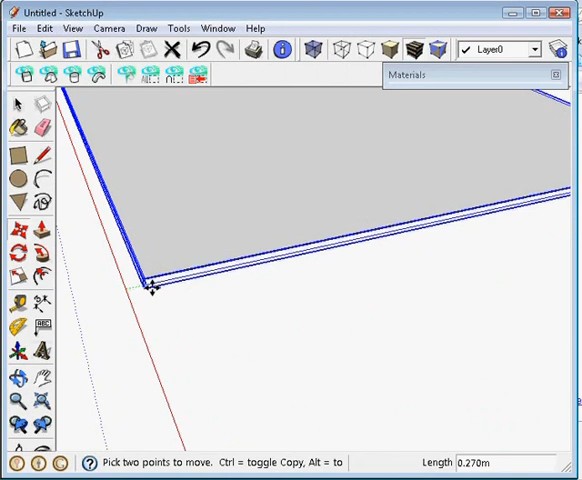 Untitled - SketchUp
File Edit View Camera Draw Tools Window Help
Layer0
Materials
ABC
Pick two points to move. Ctrl = toggle Copy, Alt = to
Length 0.270m